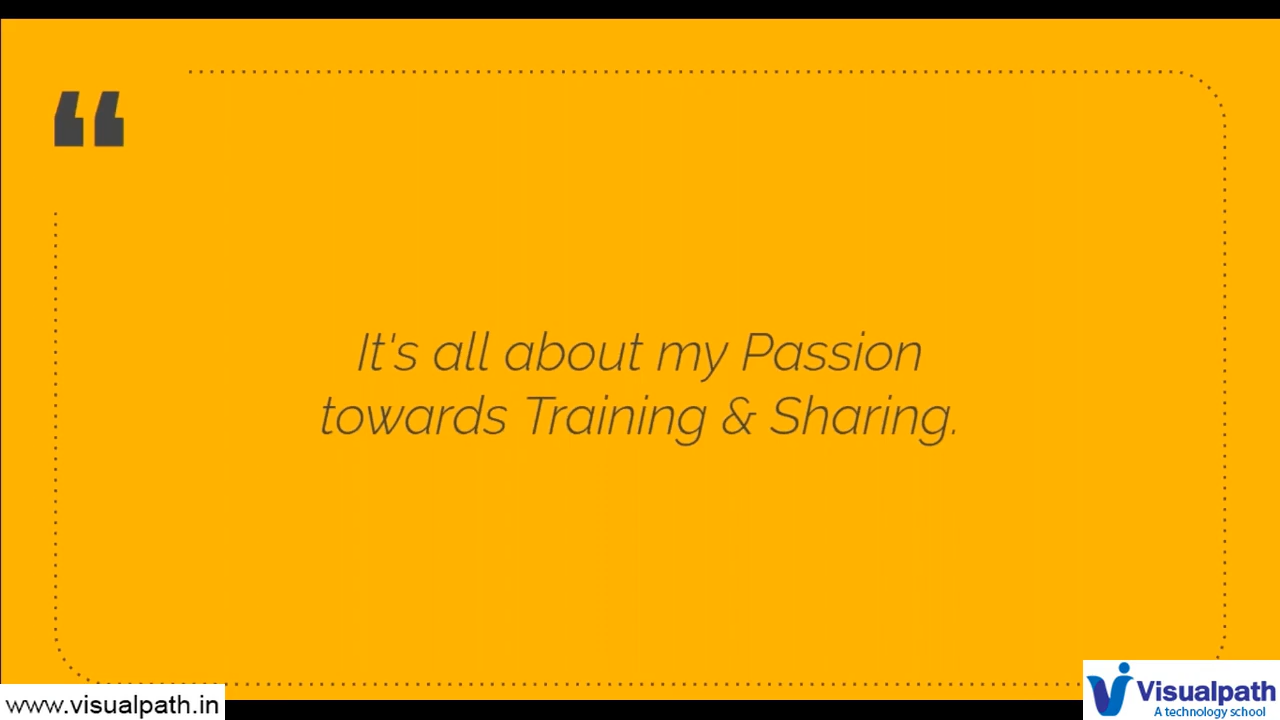 ❝
It's all about my Passion
towards Training & Sharing.
www.visualpath.in
Visualpath
A technology school